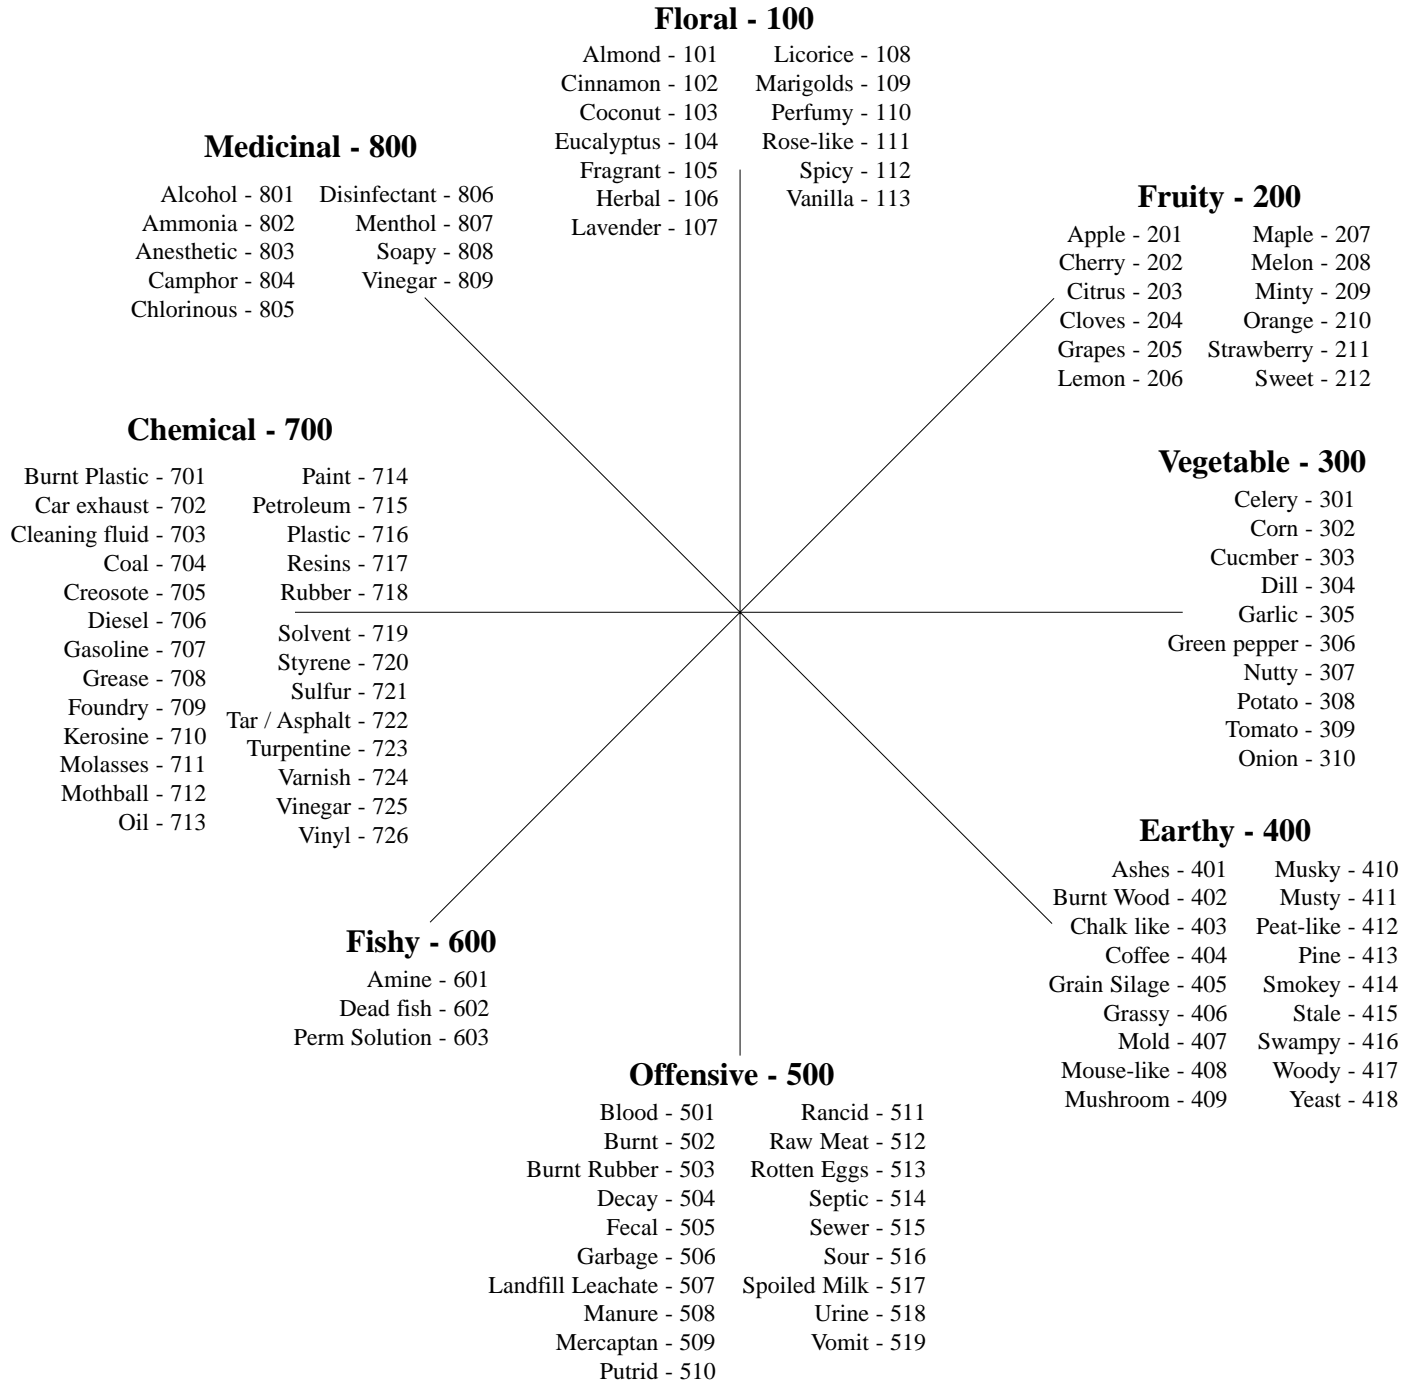 Floral - 100
Almond - 101
Cinnamon - 102
Coconut - 103
Eucalyptus - 104
Fragrant - 105
Herbal - 106
Lavender - 107
Licorice - 108
Marigolds - 109
Perfumy - 110
Rose-like - 111
Spicy - 112
Vanilla - 113
Fruity - 200
Apple - 201
Cherry - 202
Citrus - 203
Cloves - 204
Grapes - 205
Lemon - 206
Maple - 207
Melon - 208
Minty - 209
Orange - 210
Strawberry - 211
Sweet - 212
Vegetable - 300
Celery - 301
Corn - 302
Cucmber - 303
Dill - 304
Garlic - 305
Green pepper - 306
Nutty - 307
Potato - 308
Tomato - 309
Onion - 310
Earthy - 400
Ashes - 401
Burnt Wood - 402
Chalk like - 403
Coffee - 404
Grain Silage - 405
Grassy - 406
Mold - 407
Mouse-like - 408
Mushroom - 409
Musky - 410
Musty - 411
Peat-like - 412
Pine - 413
Smokey - 414
Stale - 415
Swampy - 416
Woody - 417
Yeast - 418
Offensive - 500
Blood - 501
Burnt - 502
Burnt Rubber - 503
Decay - 504
Fecal - 505
Garbage - 506
Landfill Leachate - 507
Manure - 508
Mercaptan - 509
Putrid - 510
Rancid - 511
Raw Meat - 512
Rotten Eggs - 513
Septic - 514
Sewer - 515
Sour - 516
Spoiled Milk - 517
Urine - 518
Vomit - 519
Fishy - 600
Amine - 601
Dead fish - 602
Perm Solution - 603
Chemical - 700
Burnt Plastic - 701
Car exhaust - 702
Cleaning fluid - 703
Coal - 704
Creosote - 705
Diesel - 706
Gasoline - 707
Grease - 708
Foundry - 709
Kerosine - 710
Molasses - 711
Mothball - 712
Oil - 713
Paint - 714
Petroleum - 715
Plastic - 716
Resins - 717
Rubber - 718
Solvent - 719
Styrene - 720
Sulfur - 721
Tar / Asphalt - 722
Turpentine - 723
Varnish - 724
Vinegar - 725
Vinyl - 726
Medicinal - 800
Alcohol - 801
Ammonia - 802
Anesthetic - 803
Camphor - 804
Chlorinous - 805
Disinfectant - 806
Menthol - 807
Soapy - 808
Vinegar - 809